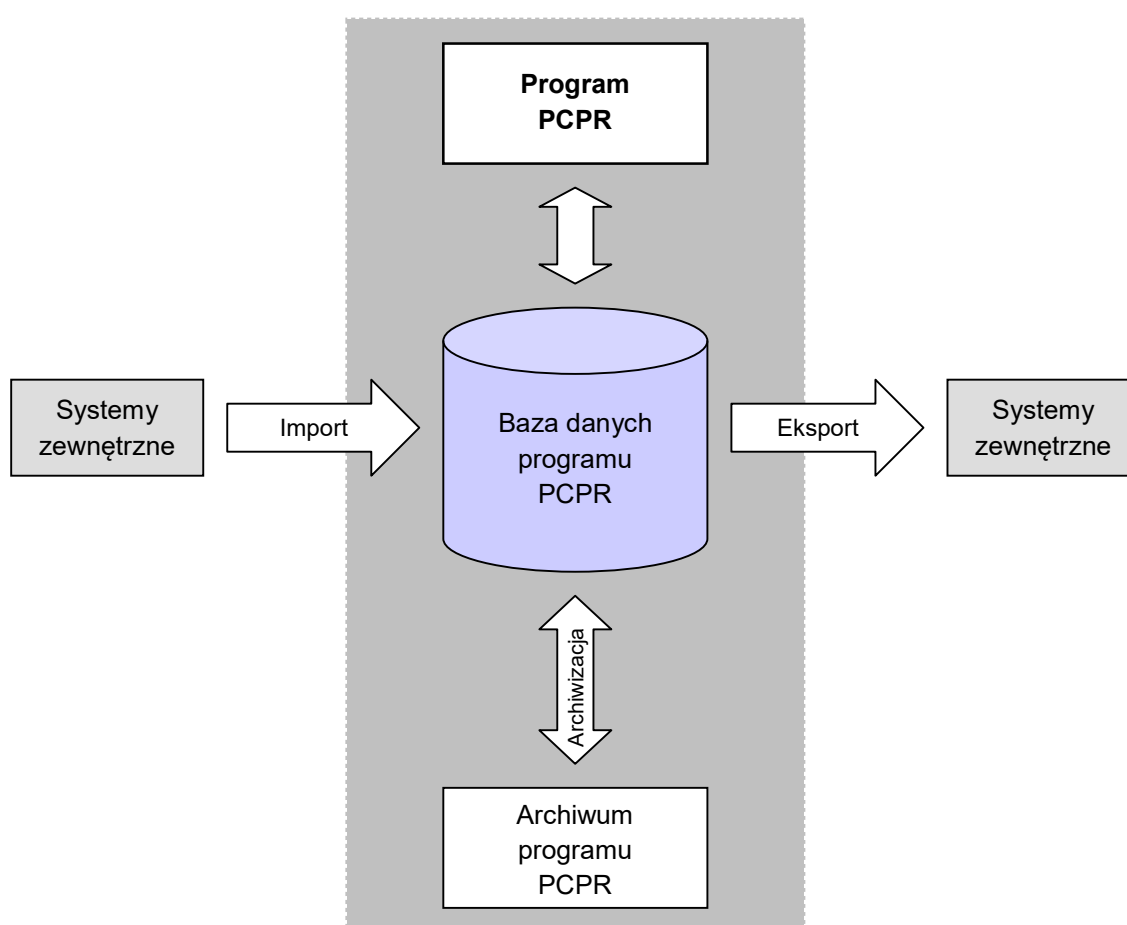 Program
PCPR
Systemy
zewnętrzne
Import
Baza danych
programu
PCPR
Eksport
Systemy
zewnętrzne
Archiwizacja
Archiwum
programu
PCPR